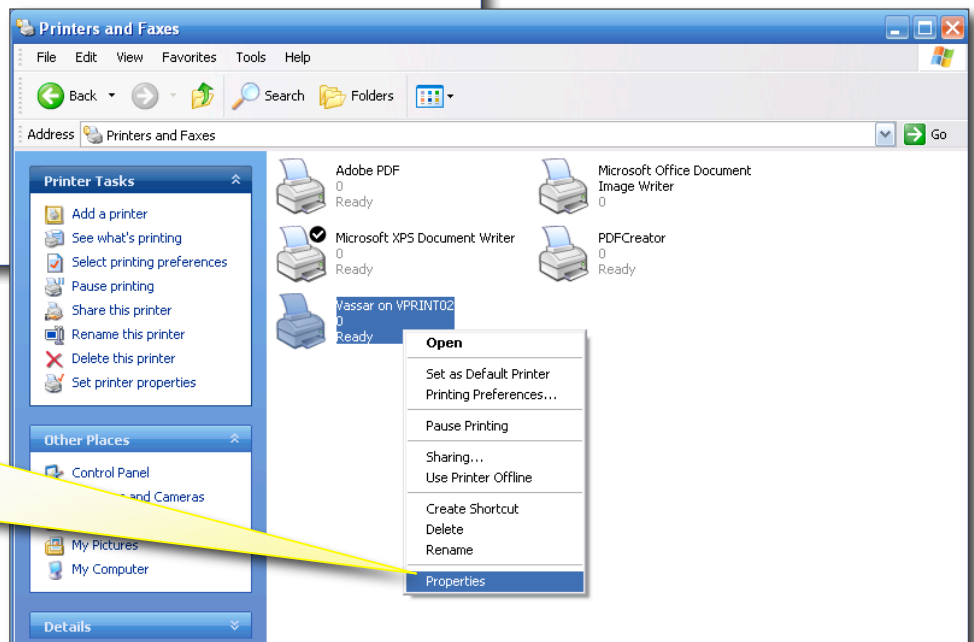 Printers and Faxes
File Edit View Favorites Tools Help
Back Search Folders
Address Printers and Faxes Go
Printer Tasks
Add a printer
See what's printing
Select printing preferences
Pause printing
Share this printer
Rename this printer
Delete this printer
Set printer properties
Other Places
Control Panel
and Cameras
My Pictures
My Computer
Details
Adobe PDF
0
Ready
Microsoft Office Document
Image Writer
0
Microsoft XPS Document Writer
0
Ready
PDFCreator
0
Ready
Vassar on VPRINT02
0
Ready
Open
Set as Default Printer
Printing Preferences...
Pause Printing
Sharing...
Use Printer Offline
Create Shortcut
Delete
Rename
Properties